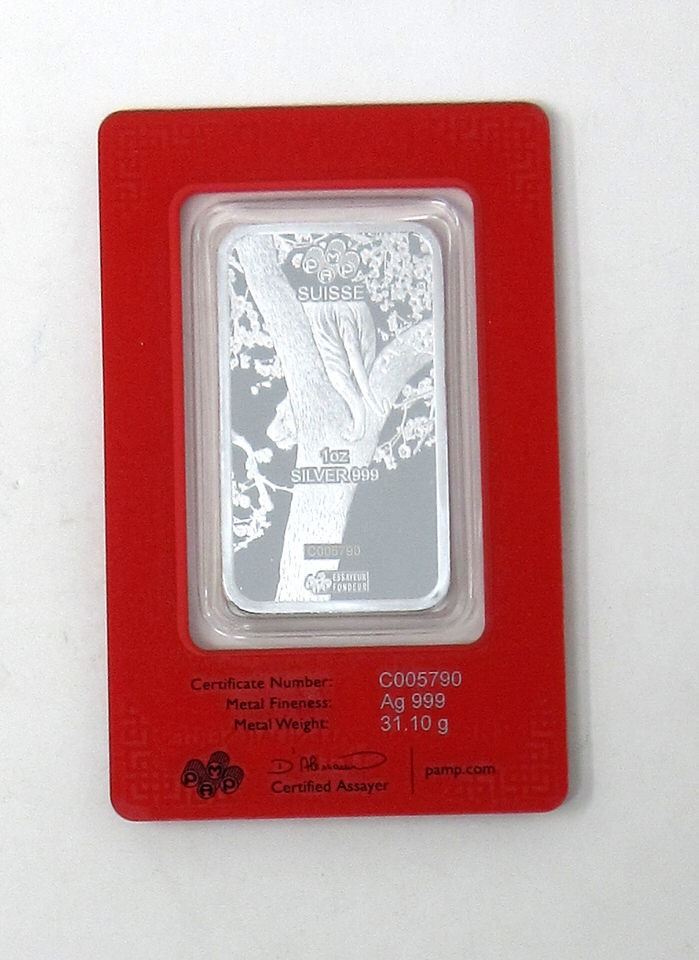 PAMP
SUISSE
1oz
SILVER 999
C005790
PAMP ESSAYEUR
FONDEUR
Certificate Number: C005790
Metal Fineness: Ag 999
Metal Weight: 31.10 g
PAMP
Certified Assayer
pamp.com